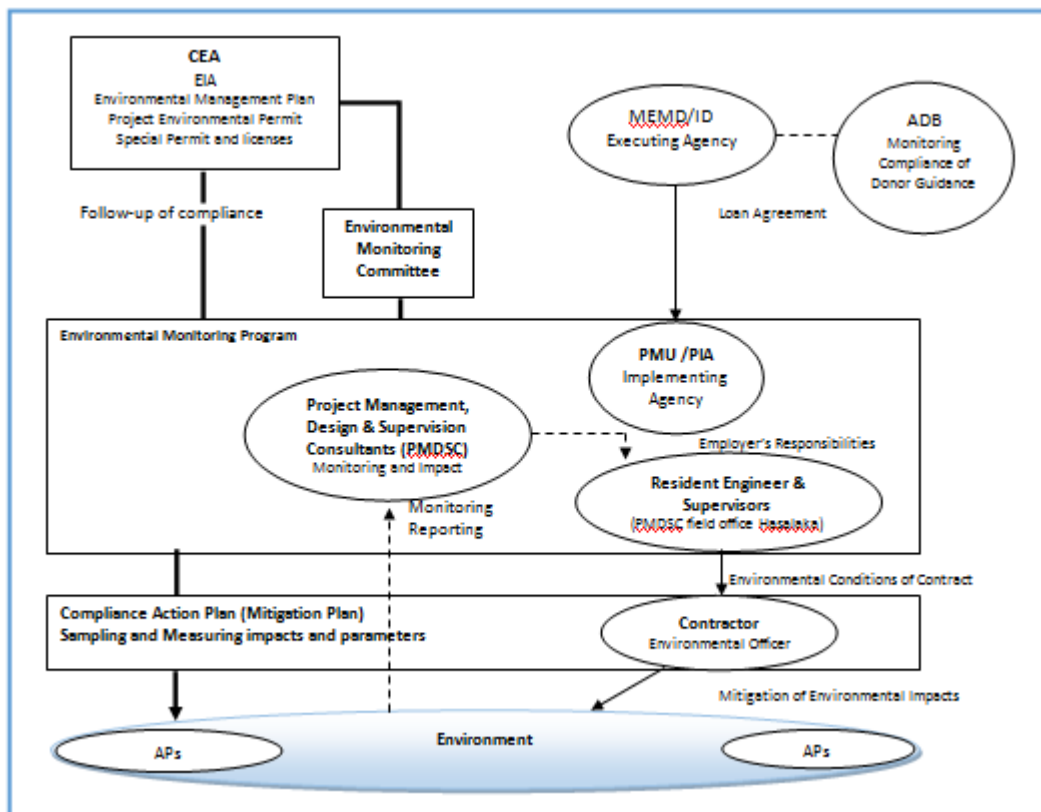 CEA
EIA
Environmental Management Plan
Project Environmental Permit
Special Permit and licenses
MEMD/ID
Executing Agency
ADB
Monitoring
Compliance of
Donor Guidance
Follow-up of compliance
Loan Agreement
Environmental
Monitoring
Committee
Environmental Monitoring Program
PMU /PIA
Implementing
Agency
Project Management,
Design & Supervision
Consultants (PMDSC)
Monitoring and Impact
Employer's Responsibilities
Resident Engineer &
Supervisors
(PMDSC field office Hasalaka)
Monitoring
Reporting
Environmental Conditions of Contract
Compliance Action Plan (Mitigation Plan)
Sampling and Measuring impacts and parameters
Contractor
Environmental Officer
Mitigation of Environmental Impacts
Environment
APs
APs